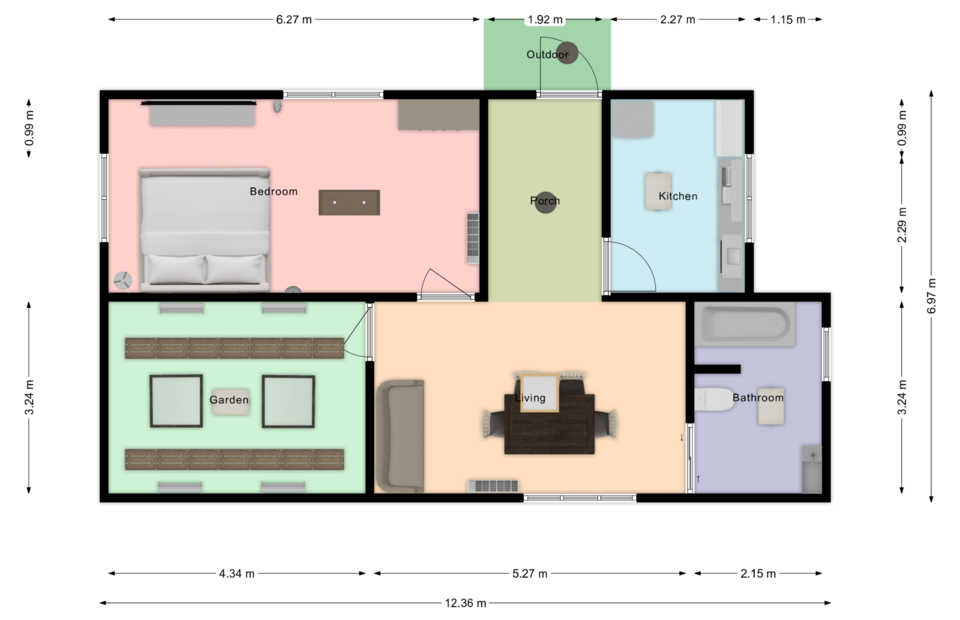 6.27 m
1.92 m
2.27 m
1.15 m
Outdoor
0.99 m
0.99 m
Bedroom
Porch
Kitchen
2.29 m
6.97 m
3.24 m
Garden
Living
Bathroom
3.24 m
4.34 m
5.27 m
2.15 m
12.36 m